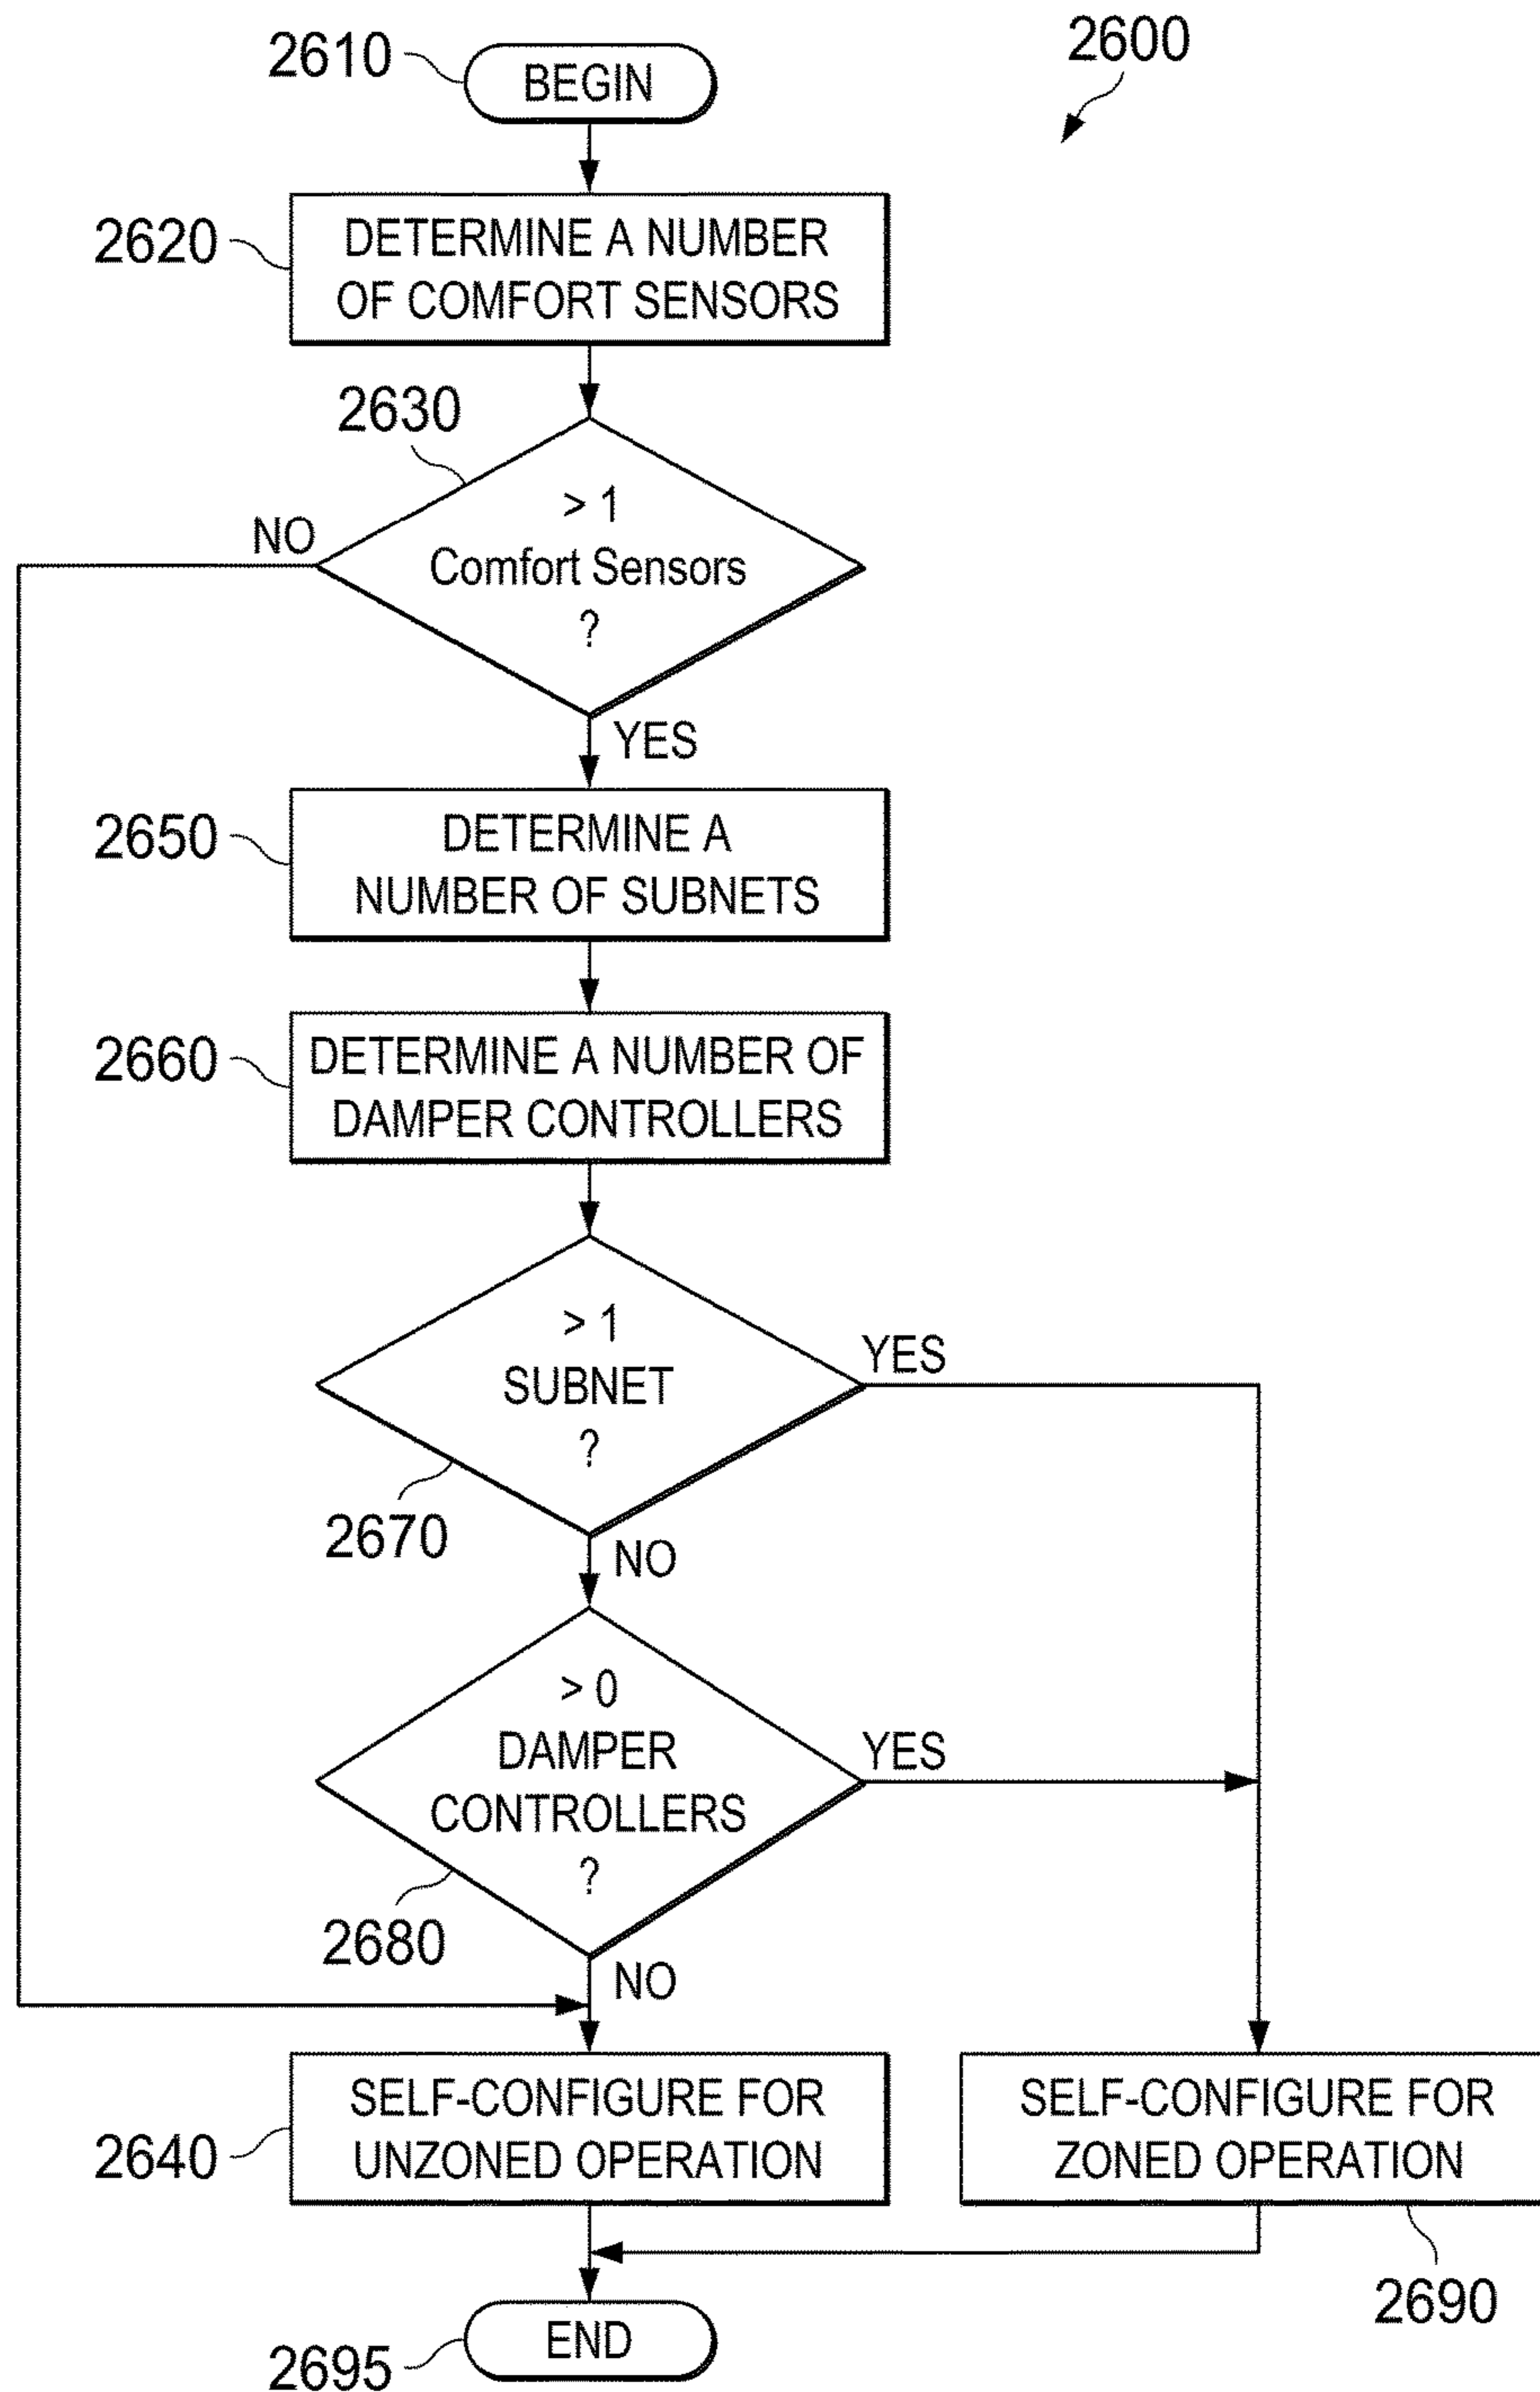 2600
2610
BEGIN
2620
DETERMINE A NUMBER
OF COMFORT SENSORS
2630
> 1
Comfort Sensors
?
NO
YES
2650
DETERMINE A
NUMBER OF SUBNETS
2660
DETERMINE A NUMBER OF
DAMPER CONTROLLERS
> 1
SUBNET
?
YES
2670
NO
> 0
DAMPER
CONTROLLERS
?
YES
2680
NO
2640
SELF-CONFIGURE FOR
UNZONED OPERATION
SELF-CONFIGURE FOR
ZONED OPERATION
2690
END
2695